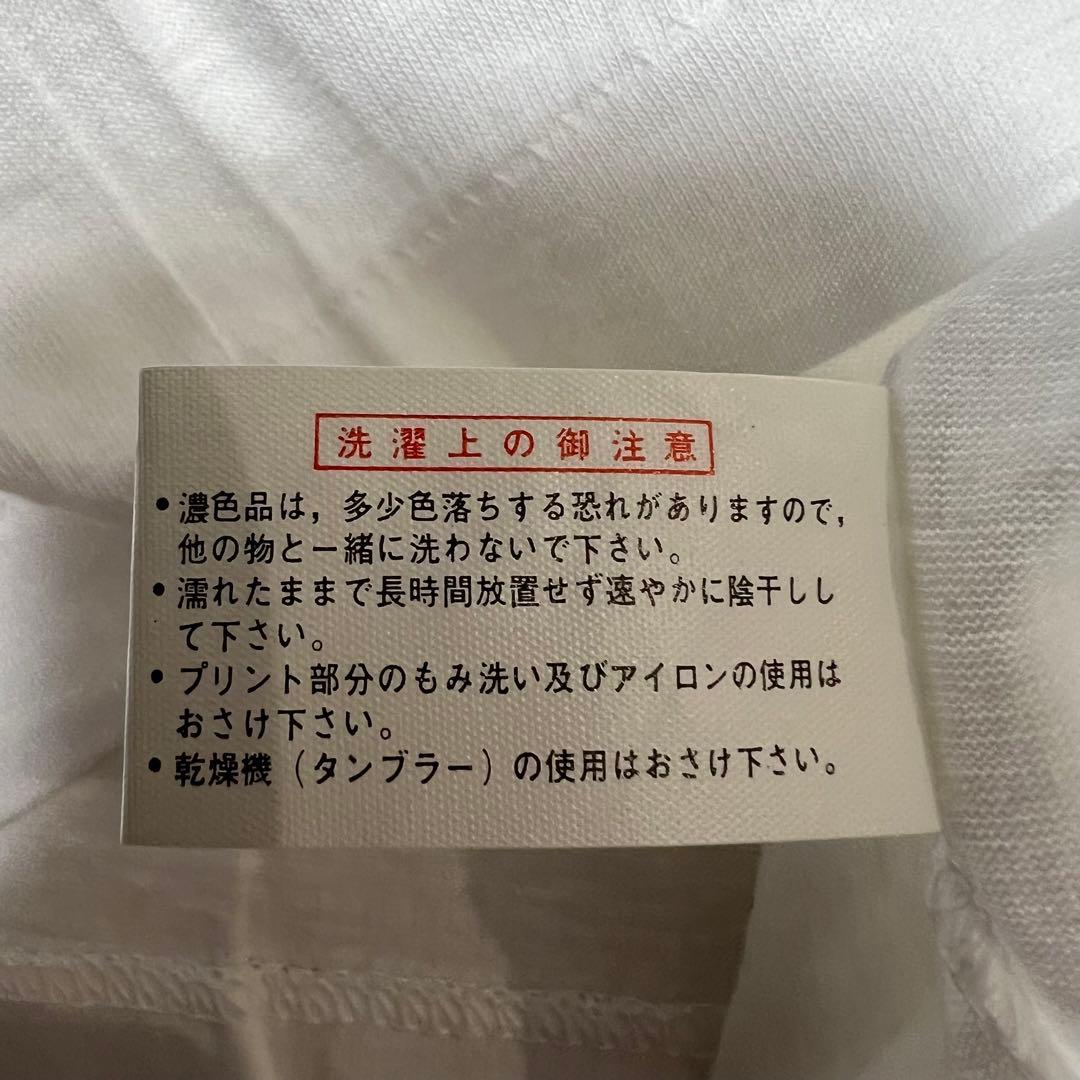 洗濯上の御注意
•濃色品は，多少色落ちする恐れがありますので，
他の物と一緒に洗わないで下さい。
•濡れたままで長時間放置せず速やかに陰干しし
て下さい。
•プリント部分のもみ洗い及びアイロンの使用は
おさけ下さい。
•乾燥機（タンブラー）の使用はおさけ下さい。